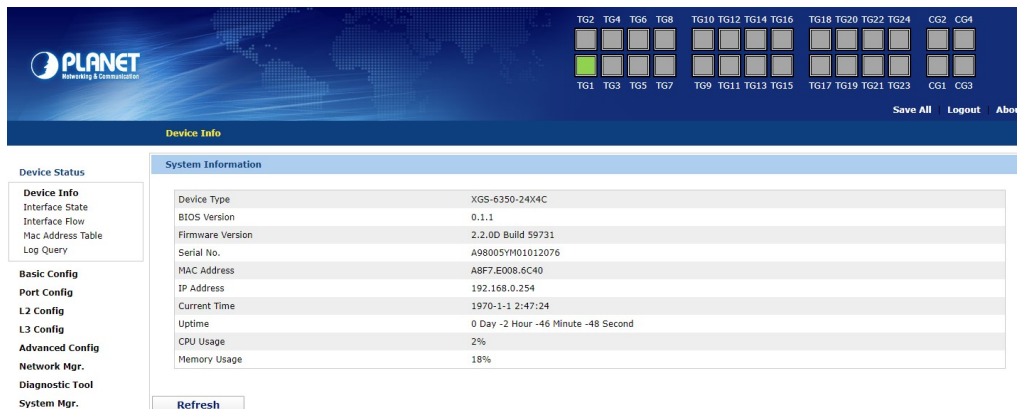 TG2 TG4 TG6 TG8 TG10 TG12 TG14 TG16 TG18 TG20 TG22 TG24 CG2 CG4
PLANET
Networking & Communication
TG1 TG3 TG5 TG7 TG9 TG11 TG13 TG15 TG17 TG19 TG21 TG23 CG1 CG3
Save All Logout Abou
Device Info
Device Status
Device Info
Interface State
Interface Flow
Mac Address Table
Log Query
Basic Config
Port Config
L2 Config
L3 Config
Advanced Config
Network Mgr.
Diagnostic Tool
System Mgr.
System Information
Device Type XGS-6350-24X4C
BIOS Version 0.1.1
Firmware Version 2.2.0D Build 59731
Serial No. A98005YM01012076
MAC Address A8F7.E008.6C40
IP Address 192.168.0.254
Current Time 1970-1-1 2:47:24
Uptime 0 Day -2 Hour -46 Minute -48 Second
CPU Usage 2%
Memory Usage 18%
Refresh